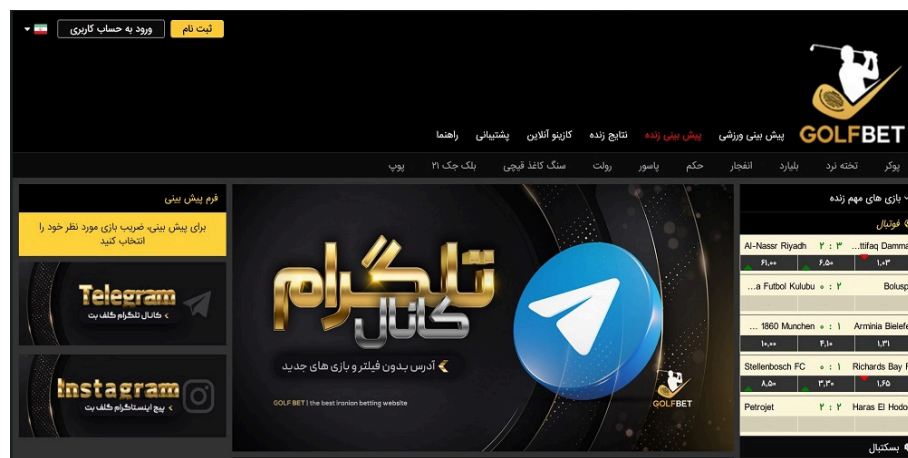 ثبت نام
ورود به حساب کاربری
GOLFBET
پیش بینی ورزشی پیش بینی زنده نتایج زنده کازینو آنلاین پشتیبانی راهنما
پوکر تخته نرد بلیارد انفجار حکم پاسور رولت سنگ کاغذ قیچی بلک جک ۲۱ پوپ
بازی های مهم زنده
فوتبال
Al-Nassr Riyadh ۲ : ۳ ...ttifaq Damma
۶۱,۰۰ ۶,۵۰ ۱,۰۳
...a Futbol Kulubu ۰ : ۲ Bolusp
... 1860 Munchen ۰ : ۱ Arminia Bielefe
۱۰,۰۰ ۴,۱۰ ۱,۳۱
Stellenbosch FC ۰ : ۱ Richards Bay F
۸,۵۰ ۳,۳۰ ۱,۶۵
Petrojet ۲ : ۲ Haras El Hodo
بسکتبال
کانال
تلگرام
آدرس بدون فیلتر و بازی های جدید
GOLF BET | the best Iranian betting website
GOLFBET
فرم پیش بینی
برای پیش بینی، ضریب بازی مورد نظر خود را
انتخاب کنید
Telegram
کانال تلگرام گلف بت
Instagram
پیج اینستاگرام گلف بت